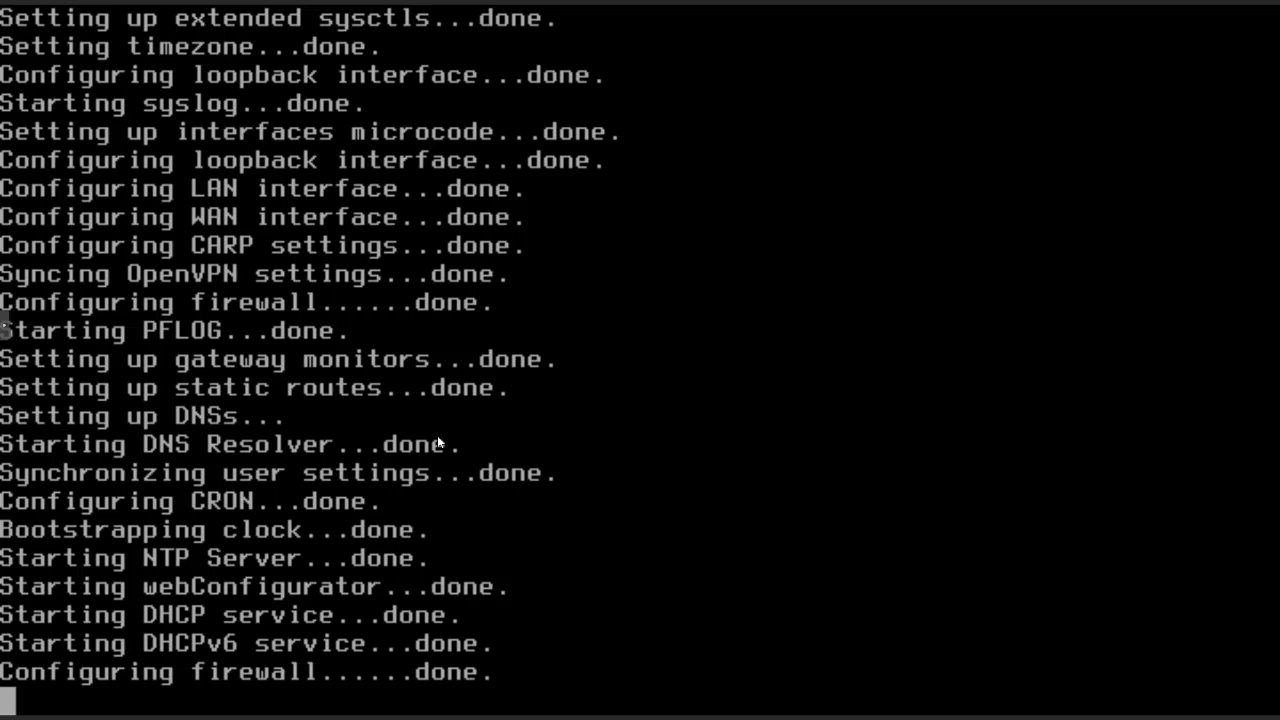 Setting up extended sysctls...done.
Setting timezone...done.
Configuring loopback interface...done.
Starting syslog...done.
Setting up interfaces microcode...done.
Configuring loopback interface...done.
Configuring LAN interface...done.
Configuring WAN interface...done.
Configuring CARP settings...done.
Syncing OpenVPN settings...done.
Configuring firewall......done.
Starting PFLOG...done.
Setting up gateway monitors...done.
Setting up static routes...done.
Setting up DNSs...
Starting DNS Resolver...done.
Synchronizing user settings...done.
Configuring CRON...done.
Bootstrapping clock...done.
Starting NTP Server...done.
Starting webConfigurator...done.
Starting DHCP service...done.
Starting DHCPv6 service...done.
Configuring firewall......done.